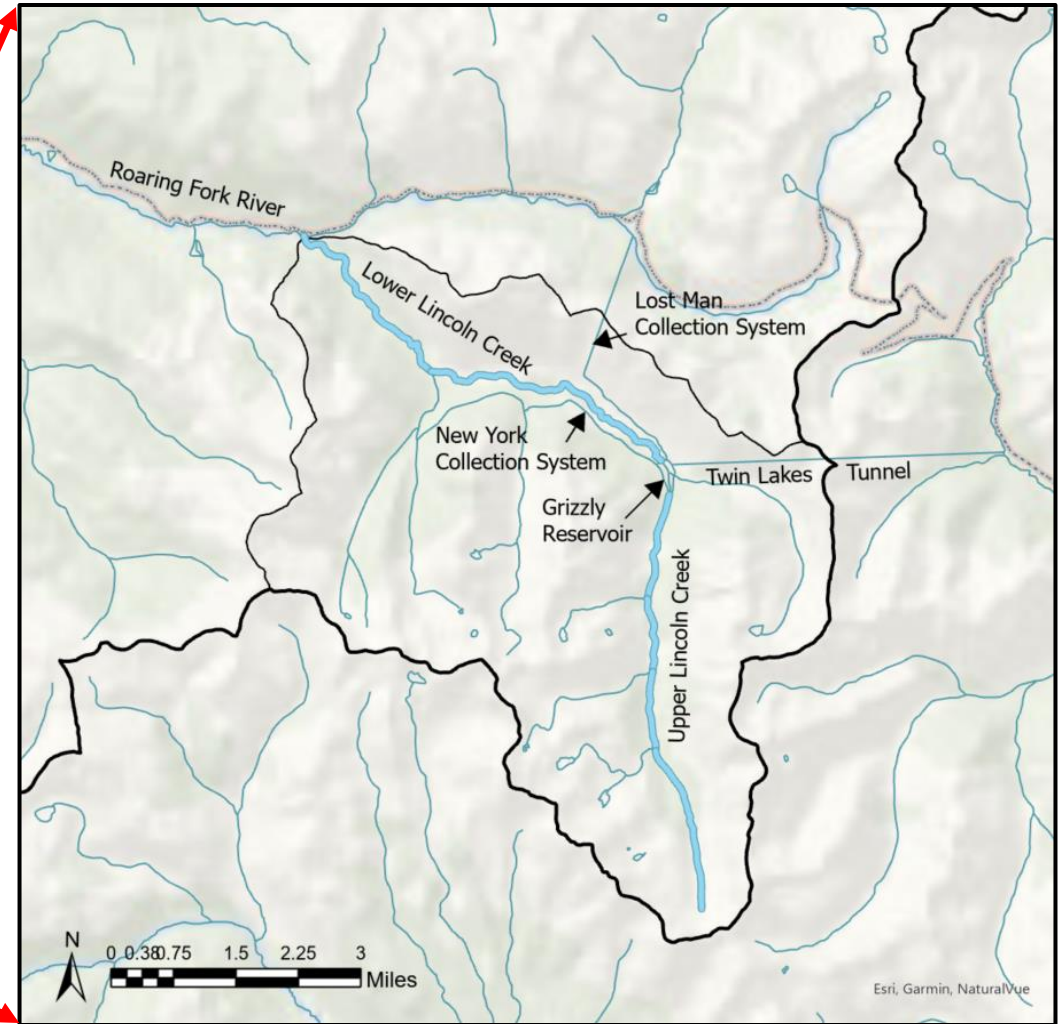 Roaring Fork River
Lower Lincoln Creek
Lost Man
Collection System
New York
Collection System
Twin Lakes Tunnel
Grizzly
Reservoir
Upper Lincoln Creek
N
0 0.38 0.75 1.5 2.25 3
Miles
Esri, Garmin, NaturalVue